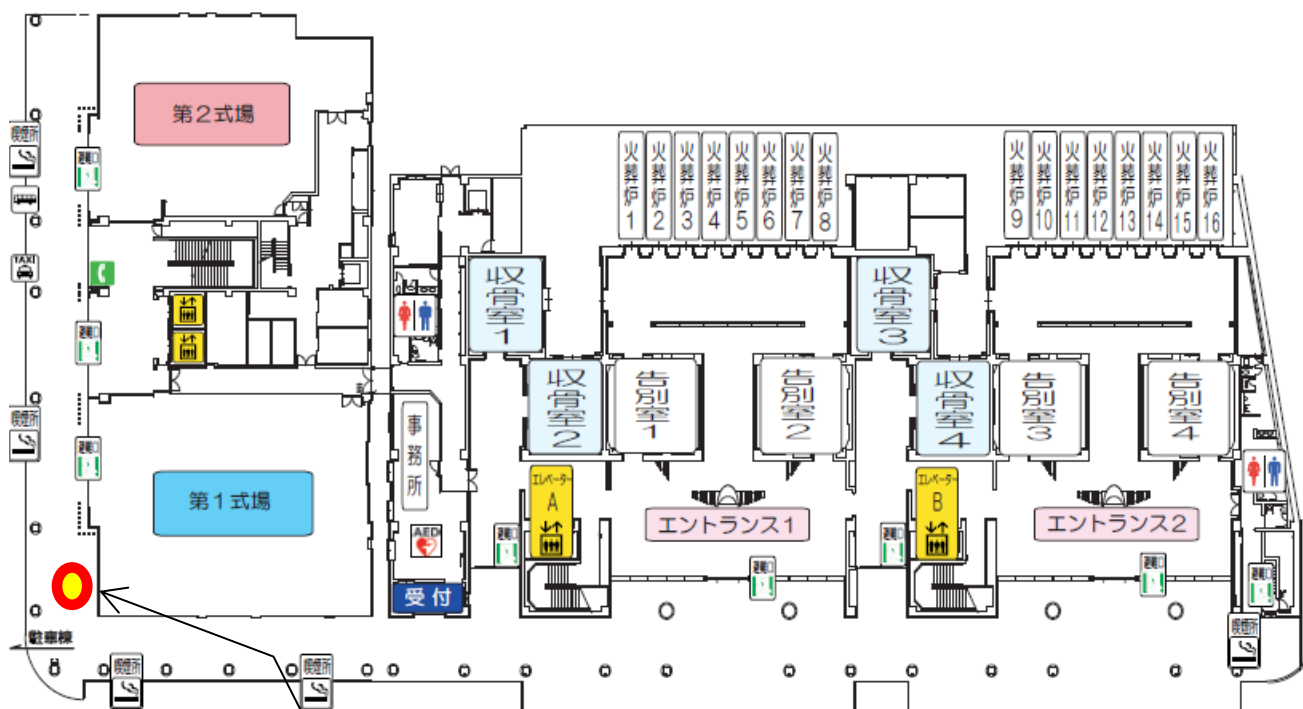 第2式場
喫煙所
避難口
TAXI
避難口
喫煙所
避難口
第1式場
駐車棟
喫煙所
喫煙所
事務所
AED
受付
収骨室1
収骨室2
火葬炉1
火葬炉2
火葬炉3
火葬炉4
火葬炉5
火葬炉6
火葬炉7
火葬炉8
告別室1
告別室2
エレベーター
A
避難口
エントランス1
避難口
収骨室3
収骨室4
火葬炉9
火葬炉10
火葬炉11
火葬炉12
火葬炉13
火葬炉14
火葬炉15
火葬炉16
告別室3
告別室4
エレベーター
B
避難口
エントランス2
避難口
避難口
喫煙所